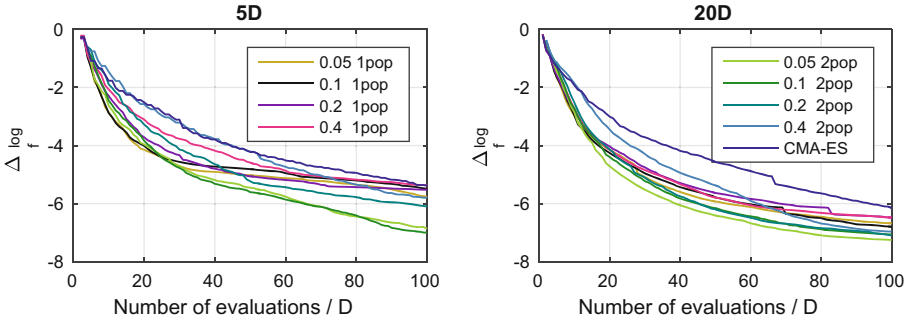 5D
0
-2
-4
-6
-8
Δ log f
0 20 40 60 80 100
Number of evaluations / D
0.05 1pop
0.1 1pop
0.2 1pop
0.4 1pop
20D
0
-2
-4
-6
-8
Δ log f
0 20 40 60 80 100
Number of evaluations / D
0.05 2pop
0.1 2pop
0.2 2pop
0.4 2pop
CMA-ES